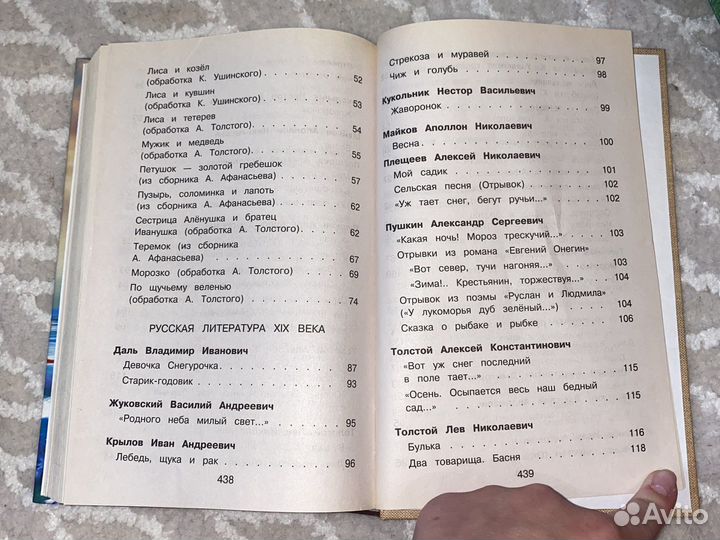 Лиса и козёл
(обработка К. Ушинского). . . . . . . . . . 52
Лиса и кувшин
(обработка К. Ушинского). . . . . . . . . . 53
Лиса и тетерев
(обработка А. Толстого) . . . . . . . . . . 54
Мужик и медведь
(обработка А. Толстого) . . . . . . . . . . 55
Петушок — золотой гребешок
(из сборника А. Афанасьева) . . . . . . . 57
Пузырь, соломинка и лапоть
(из сборника А. Афанасьева). . . . . . . 62
Сестрица Алёнушка и братец
Иванушка (обработка А. Толстого) . . . . 62
Теремок (из сборника
А. Афанасьева) . . . . . . . . . . . . . 67
Морозко (обработка А. Толстого) . . . . 69
По щучьему веленью
(обработка А. Толстого) . . . . . . . . . . 74
РУССКАЯ ЛИТЕРАТУРА XIX ВЕКА
Даль Владимир Иванович
Девочка Снегурочка. . . . . . . . . . . . 87
Старик-годовик . . . . . . . . . . . . . . 93
Жуковский Василий Андреевич
«Родного неба милый свет...» . . . . . . . 95
Крылов Иван Андреевич
Лебедь, щука и рак . . . . . . . . . . . . 96
438
Стрекоза и муравей . . . . . . . . . . . . 97
Чиж и голубь . . . . . . . . . . . . . . . 98
Кукольник Нестор Васильевич
Жаворонок . . . . . . . . . . . . . . . . 99
Майков Аполлон Николаевич
Весна . . . . . . . . . . . . . . . . . . 100
Плещеев Алексей Николаевич
Мой садик . . . . . . . . . . . . . . . . 101
Сельская песня (Отрывок) . . . . . . . . 102
«Уж тает снег, бегут ручьи...» . . . . . . 102
Пушкин Александр Сергеевич
«Какая ночь! Мороз трескучий...» . . . . 103
Отрывки из романа «Евгений Онегин»
«Вот север, тучи нагоняя...» . . . . . . 103
«Зима!.. Крестьянин, торжествуя...» . . 104
Отрывок из поэмы «Руслан и Людмила»
(«У лукоморья дуб зелёный...») . . . . . 104
Сказка о рыбаке и рыбке . . . . . . . . 106
Толстой Алексей Константинович
«Вот уж снег последний
в поле тает...» . . . . . . . . . . . . . 115
«Осень. Осыпается весь наш бедный
сад...» . . . . . . . . . . . . . . . . . 115
Толстой Лев Николаевич
Булька . . . . . . . . . . . . . . . . . . 116
Два товарища. Басня . . . . . . . . . . 118
439
Avito